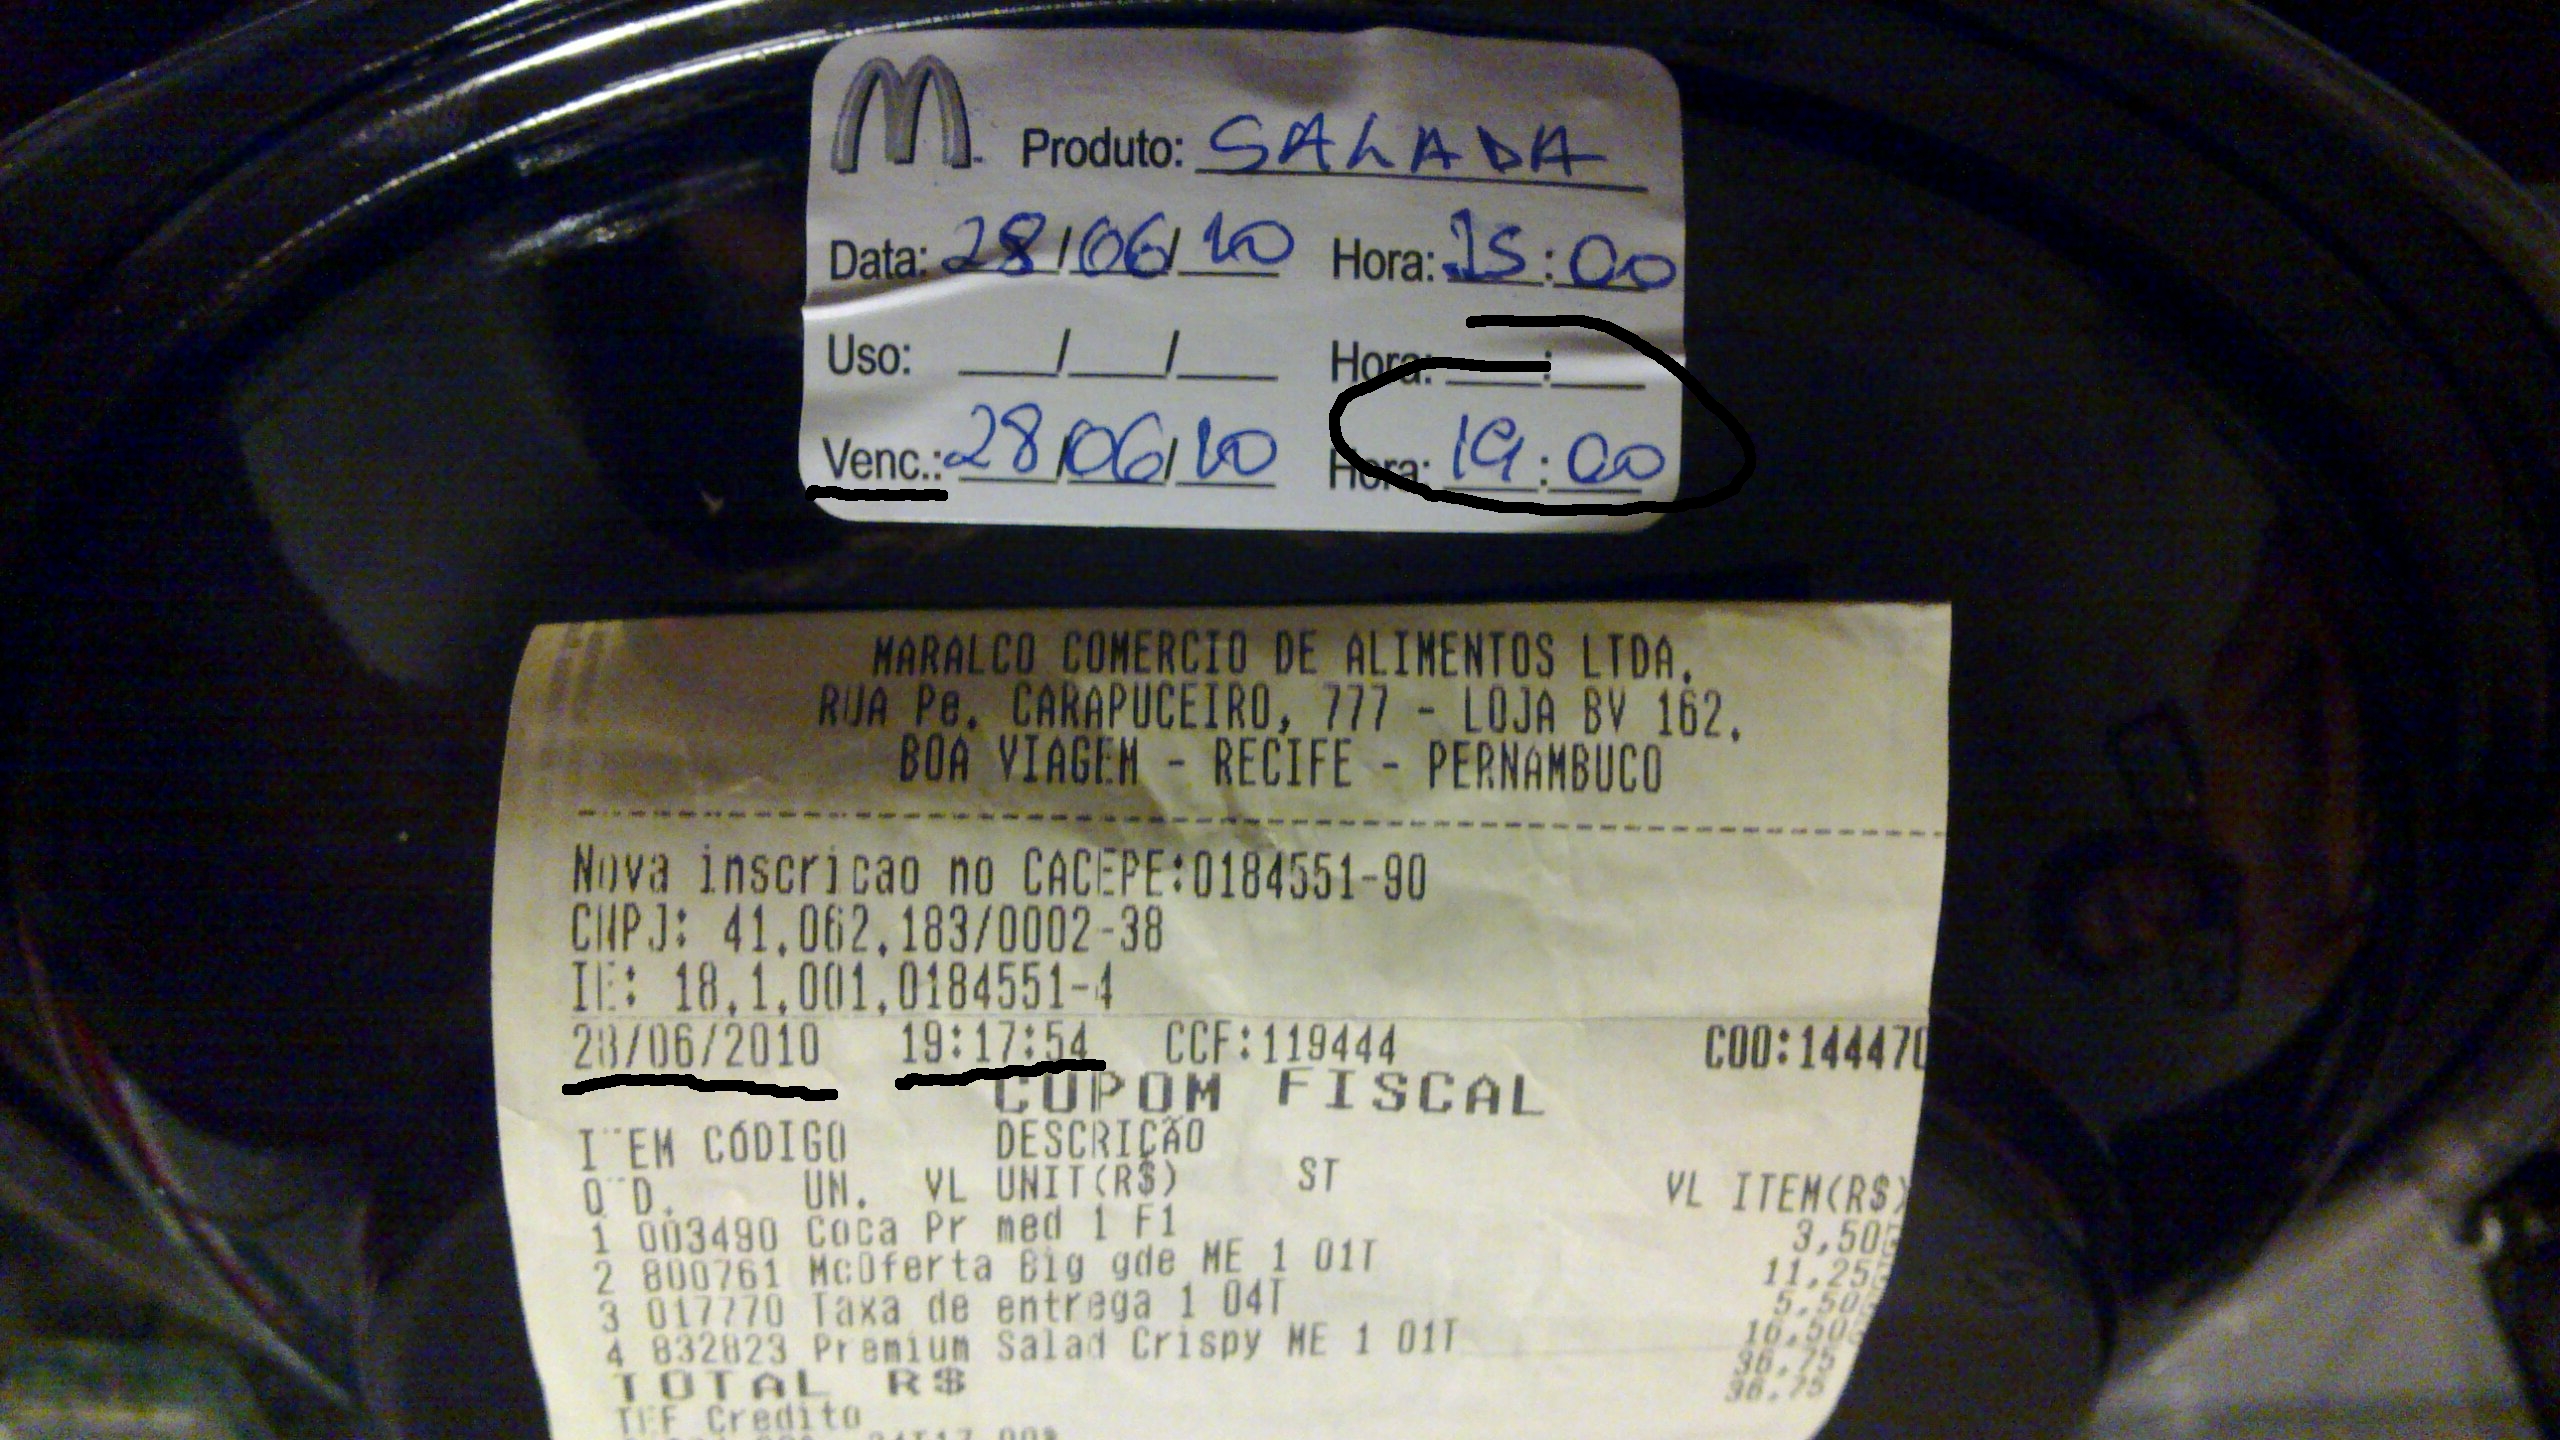 M Produto: SALADA
Data: 28/06/10 Hora: 15:00
Uso: ___/___/___ Hora: ___:___
Venc.: 28/06/10 Hora: 19:00
MARALCO COMERCIO DE ALIMENTOS LTDA.
RUA Pe. CARAPUCEIRO, 777 - LOJA BV 162.
BOA VIAGEM - RECIFE - PERNAMBUCO
Nova inscricao no CACEPE:0184551-90
CNPJ: 41.062.183/0002-38
IE: 18.1.001.0184551-4
28/06/2010 19:17:54 CCF:119444 COO:144470
CUPOM FISCAL
ITEM CÓDIGO DESCRIÇÃO
QTD. UN. VL UNIT(R$) ST VL ITEM(R$)
1 003490 Coca Pr med 1 F1 3,50
2 800761 McOferta Big gde ME 1 01T 11,25
3 017770 Taxa de entrega 1 04T 5,50
4 832823 Premium Salad Crispy ME 1 01T 16,50
TOTAL R$ 36,75
TEF Credito 36,75